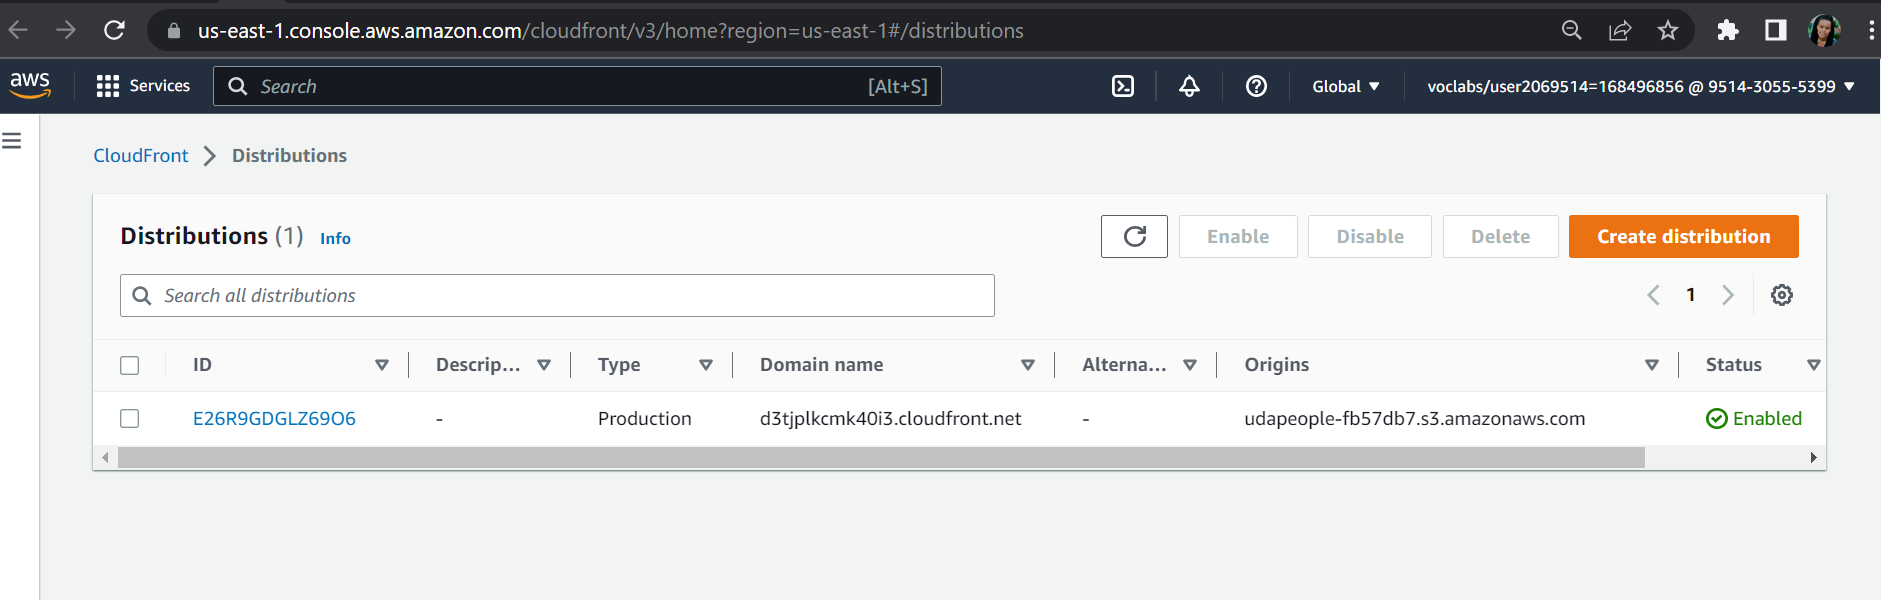 us-east-1.console.aws.amazon.com/cloudfront/v3/home?region=us-east-1#/distributions
aws Services Search [Alt+S] Global voclabs/user2069514=168496856 @ 9514-3055-5399
CloudFront Distributions
Distributions (1) Info Enable Disable Delete Create distribution
Search all distributions 1
ID Descrip... Type Domain name Alterna... Origins Status
E26R9GDGLZ69O6 - Production d3tjplkcmk40i3.cloudfront.net - udapeople-fb57db7.s3.amazonaws.com Enabled